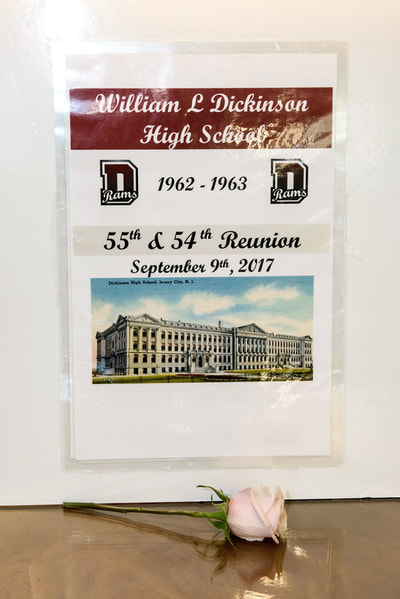 William L Dickinson
High School
D Rams
1962 - 1963
D Rams
55th & 54th Reunion
September 9th, 2017
Dickinson High School, Jersey City, N. J.